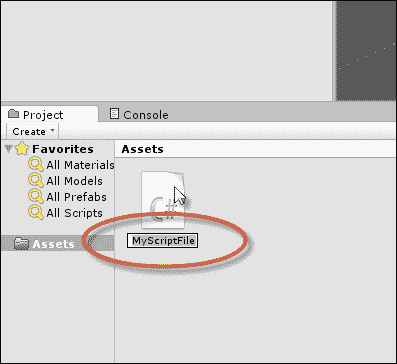 Project
Console
Create
Favorites
Assets
All Materials
All Models
All Prefabs
All Scripts
C#
Assets
MyScriptFile